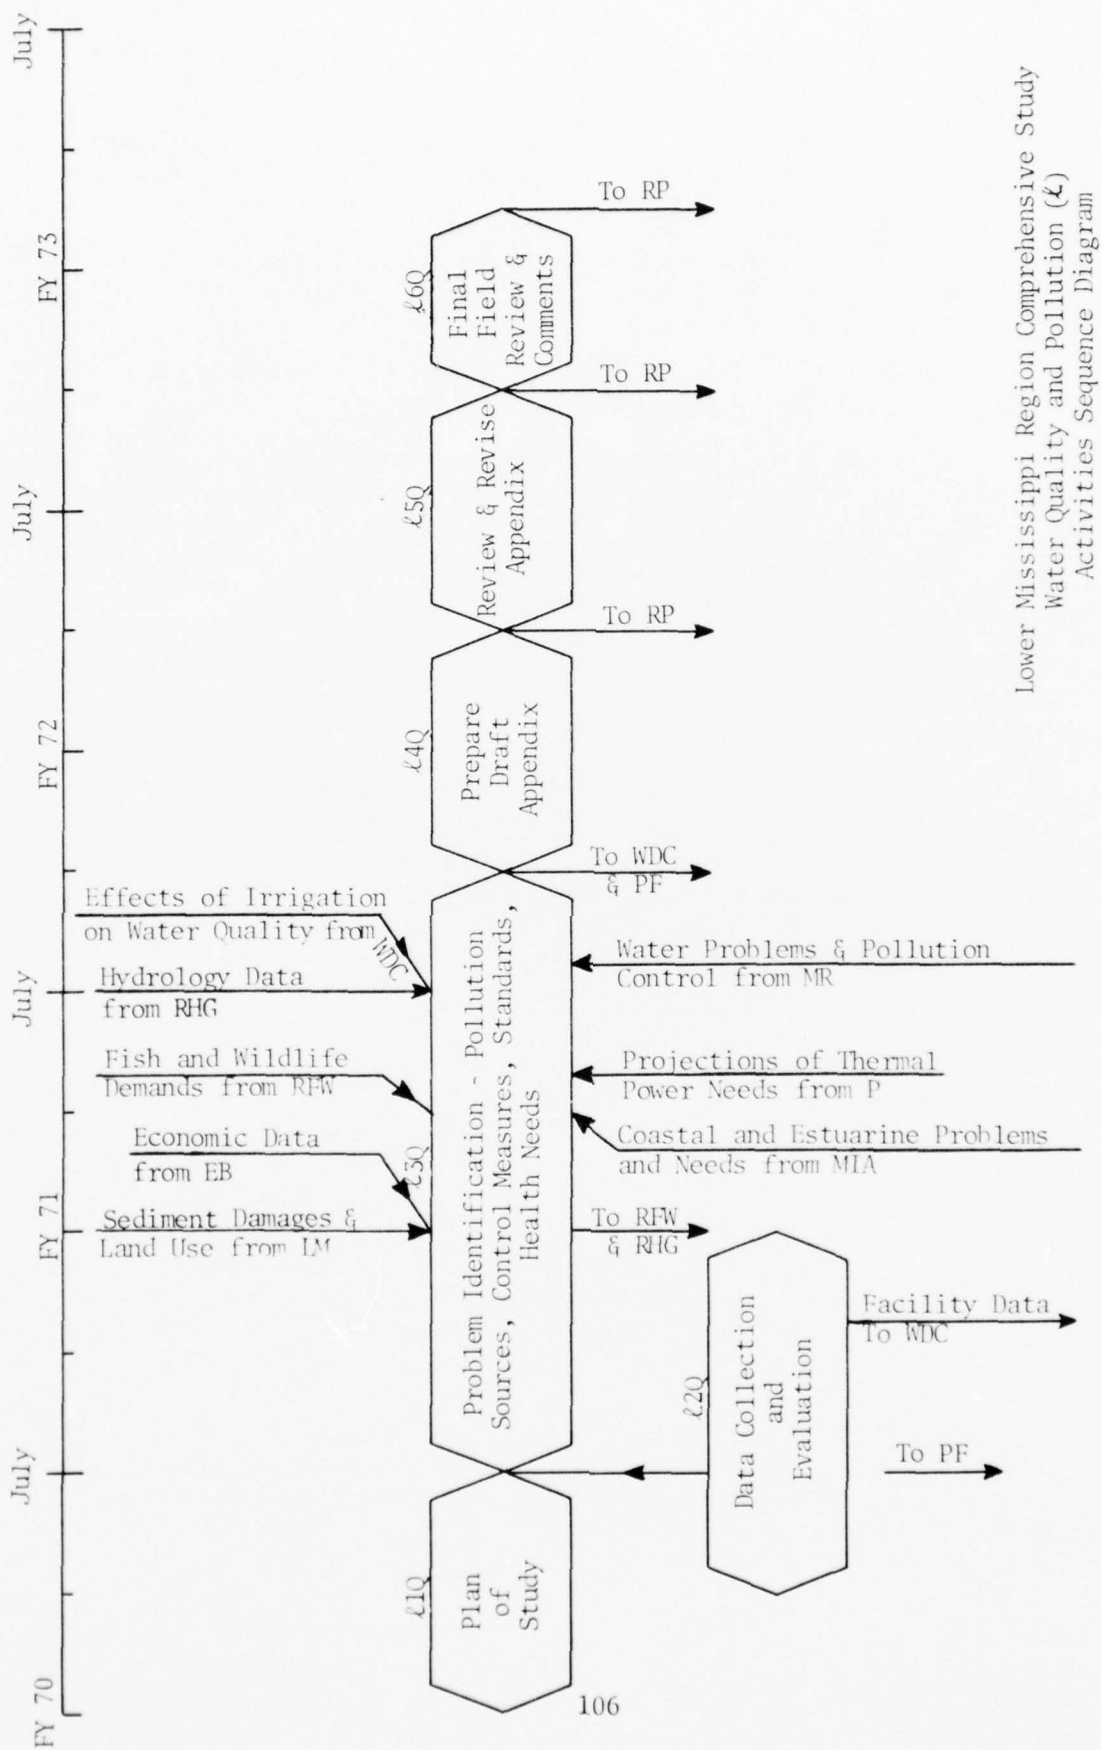 FY 70
July
FY 71
July
FY 72
July
FY 73
July
Effects of Irrigation
on Water Quality from
WDC
Hydrology Data
from RHG
Fish and Wildlife
Demands from RFW
Economic Data
from EB
Sediment Damages &
Land Use from LM
ℓ1Q
Plan
of
Study
ℓ3Q
Problem Identification - Pollution
Sources, Control Measures, Standards,
Health Needs
ℓ4Q
Prepare
Draft
Appendix
ℓ5Q
Review & Revise
Appendix
ℓ6Q
Final
Field
Review &
Comments
To WDC
& PF
To RP
To RP
To RP
Water Problems & Pollution
Control from MR
Projections of Thermal
Power Needs from P
Coastal and Estuarine Problems
and Needs from MIA
To RFW
& RHG
ℓ2Q
Data Collection
and
Evaluation
Facility Data
To WDC
To PF
Lower Mississippi Region Comprehensive Study
Water Quality and Pollution (ℓ)
Activities Sequence Diagram
106